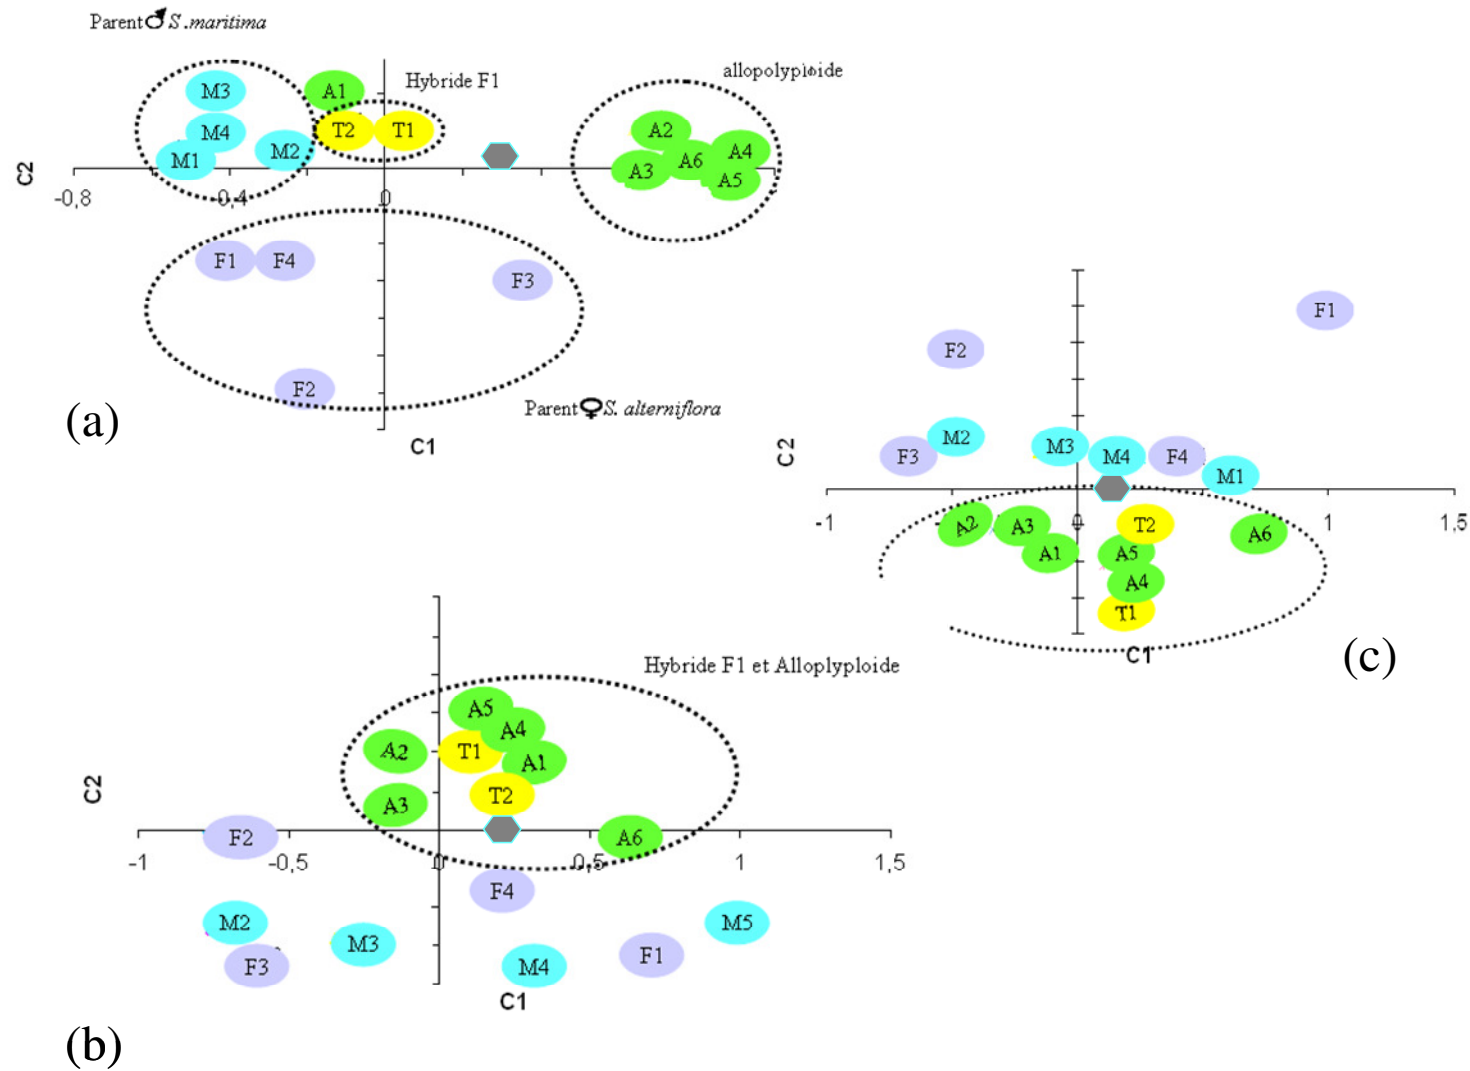 Parent♂ S.maritima
Hybride F1
allopolyploide
M3
A1
M4
T2
T1
M1
M2
A2
A3
A6
A4
A5
C2
-0,8
-0,4
0
F1
F4
F3
F2
Parent♀ S. alterniflora
C1
(a)
F1
F2
F3
M2
M3
M4
F4
M1
C2
-1
0
1
1,5
A2
A3
A1
T2
A5
A4
T1
A6
C1
(c)
Hybride F1 et Alloplyploide
A5
A4
A2
T1
A1
A3
T2
A6
C2
F2
-1
-0,5
0
0,5
1
1,5
F4
M2
M3
M5
F3
M4
F1
C1
(b)